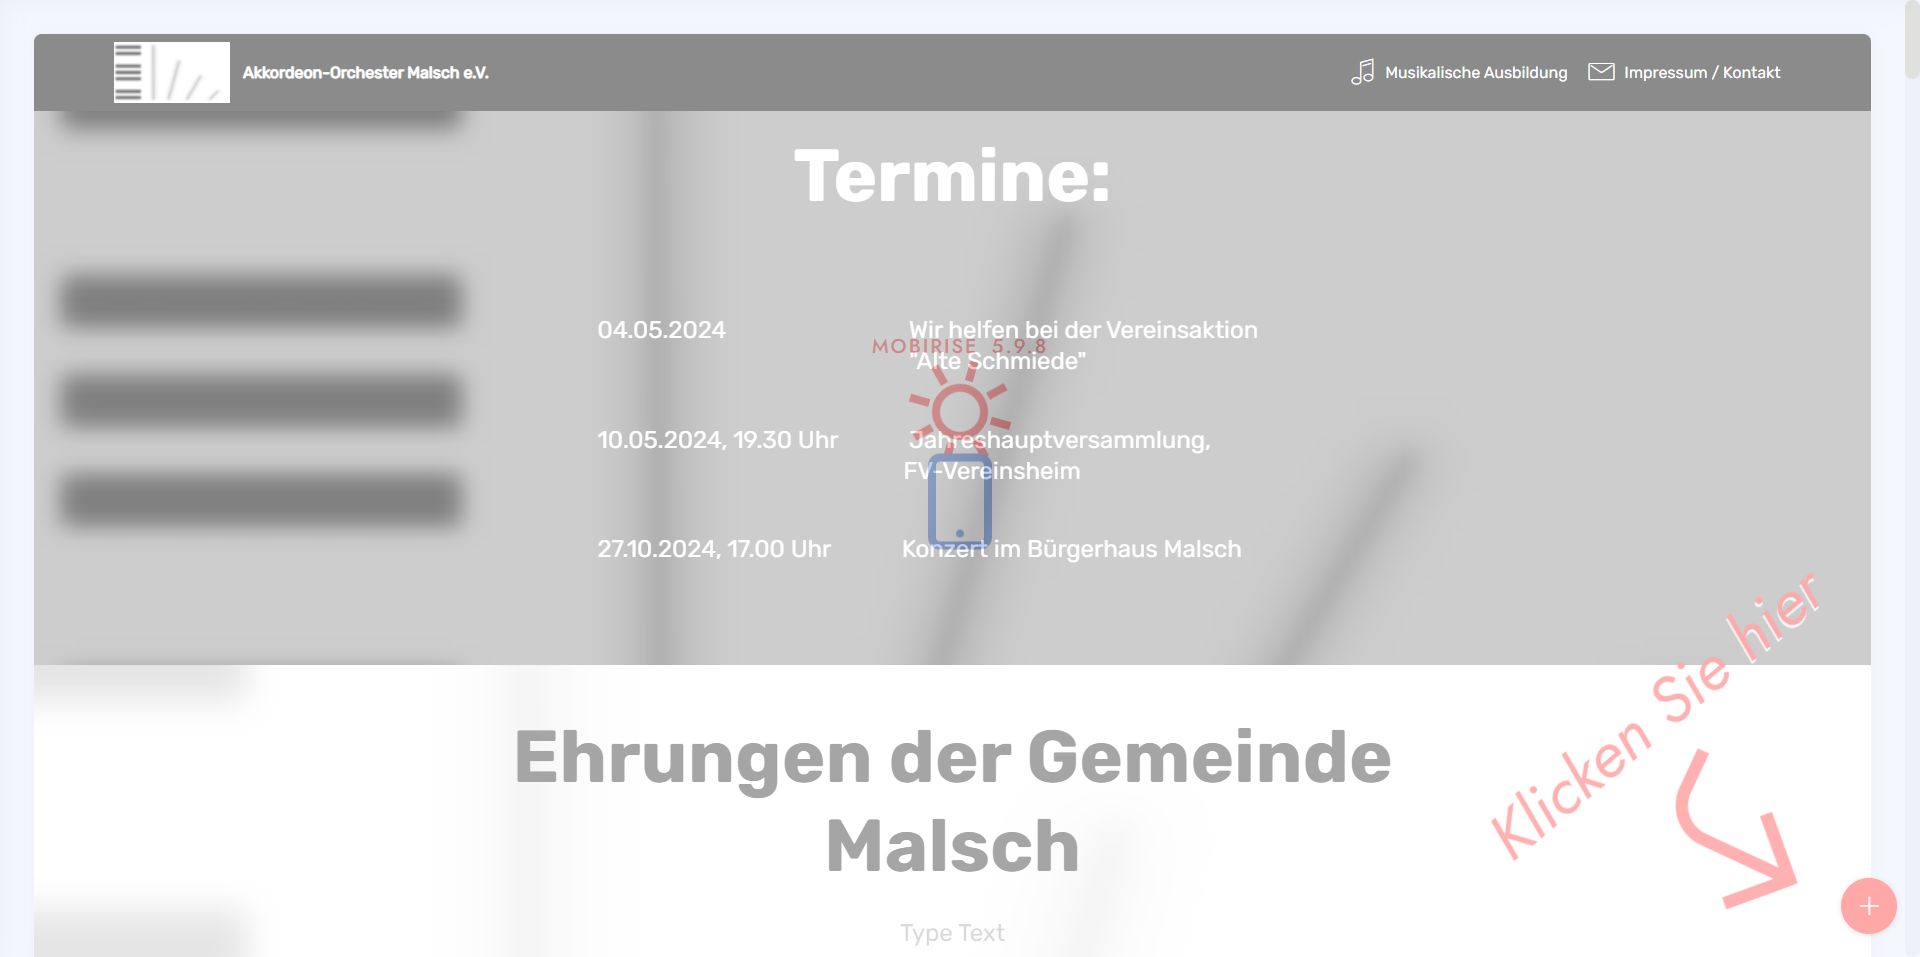 Akkordeon-Orchester Malsch e.V.
Musikalische Ausbildung
Impressum / Kontakt
Termine:
04.05.2024 Wir helfen bei der Vereinsaktion
"Alte Schmiede"
MOBIRISE 5.9.8
10.05.2024, 19.30 Uhr Jahreshauptversammlung,
FV-Vereinsheim
27.10.2024, 17.00 Uhr Konzert im Bürgerhaus Malsch
Klicken Sie hier
Ehrungen der Gemeinde
Malsch
Type Text